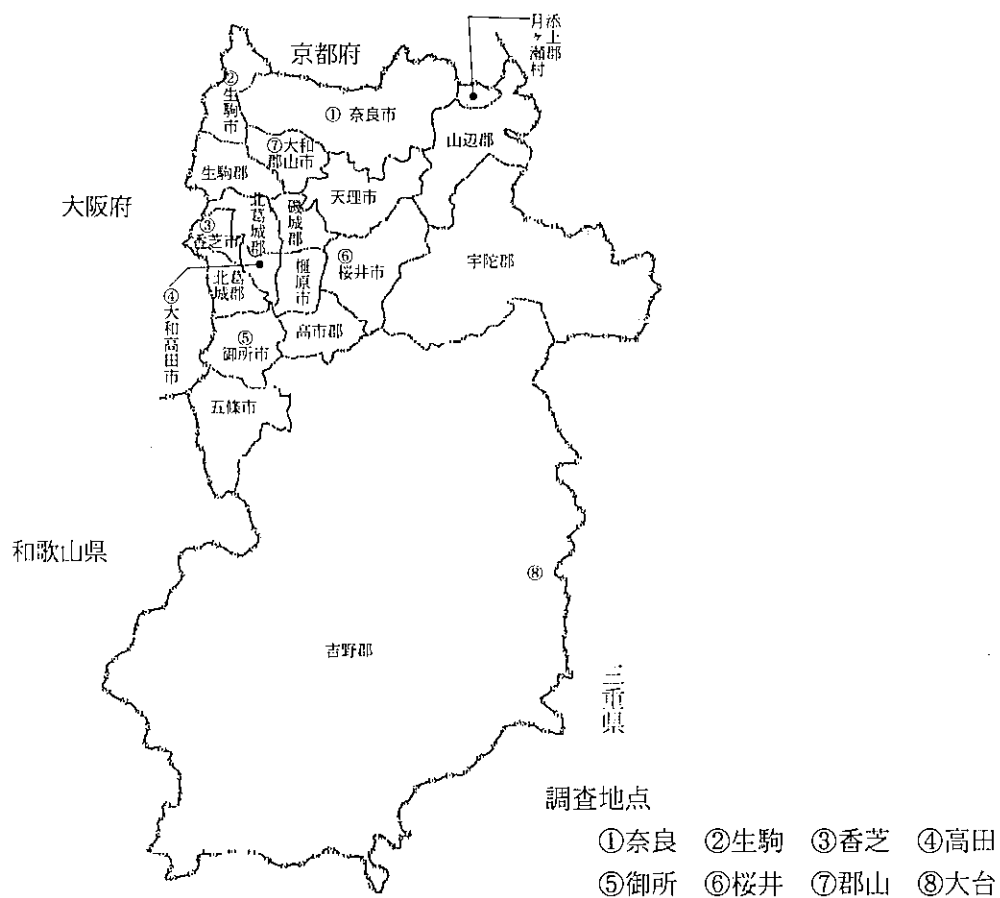 添上郡
月ヶ瀬村
京都府
②生駒市
①奈良市
山辺郡
⑦大和
郡山市
生駒郡
天理市
大阪府
北葛城郡
磯城郡
③
香芝市
⑥
桜井市
宇陀郡
橿原市
北葛
城郡
④大和高田市
高市郡
⑤
御所市
五條市
和歌山県
⑧
吉野郡
三重県
調査地点
①奈良 ②生駒 ③香芝 ④高田
⑤御所 ⑥桜井 ⑦郡山 ⑧大台